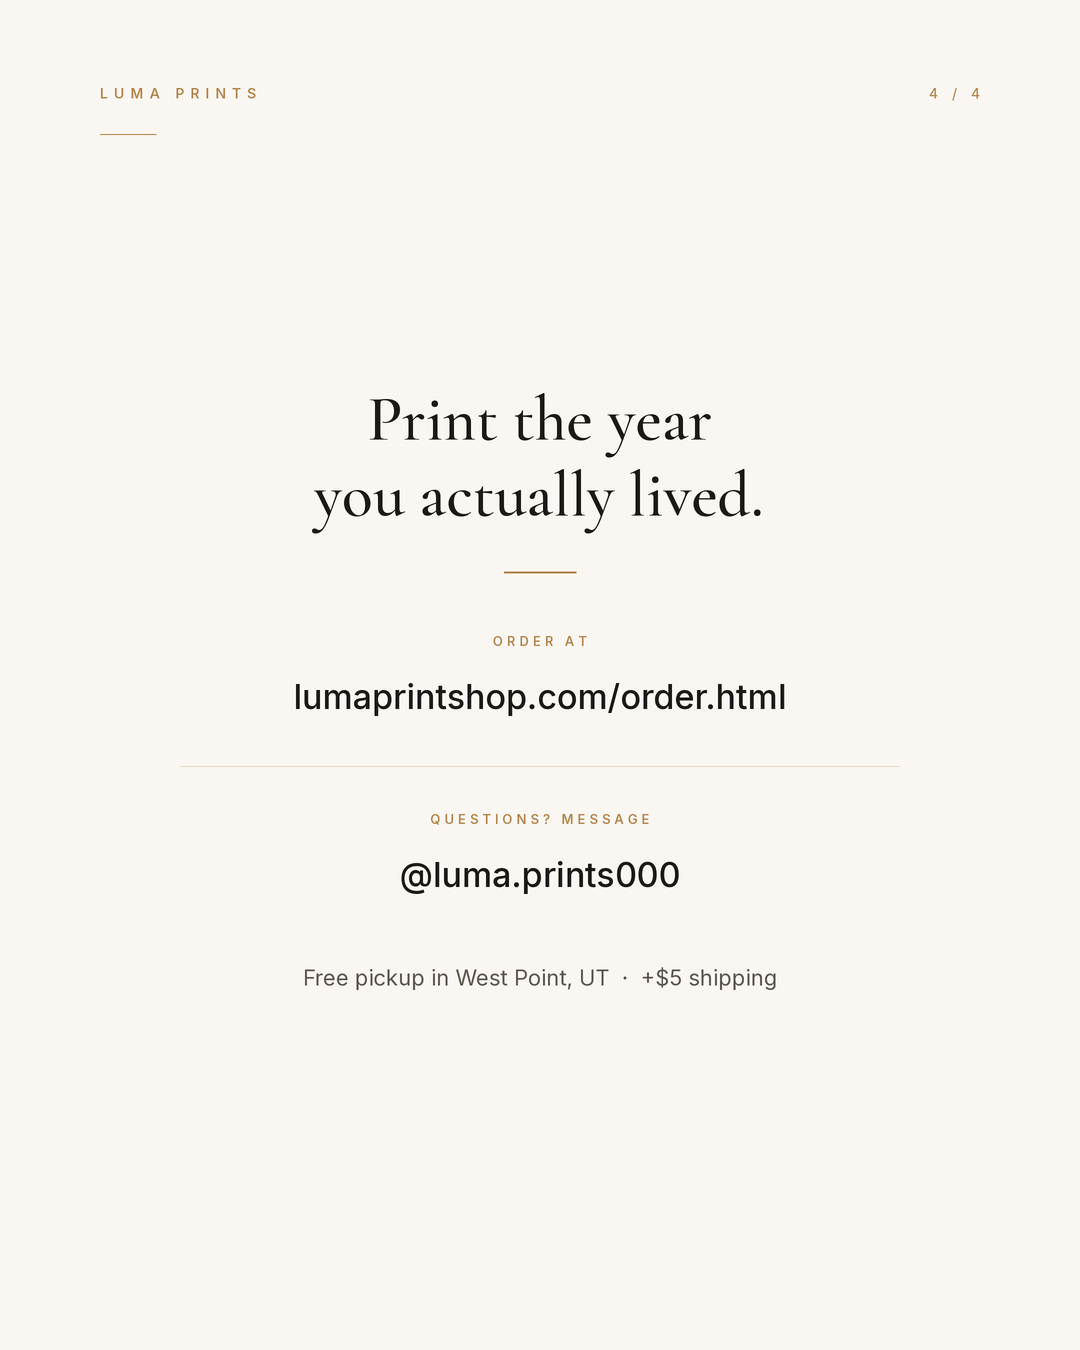 LUMA PRINTS
4 / 4
Print the year
you actually lived.
ORDER AT
lumaprintshop.com/order.html
QUESTIONS? MESSAGE
@luma.prints000
Free pickup in West Point, UT · +$5 shipping